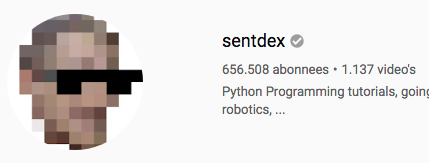 sentdex
656.508 abonnees • 1.137 video's
Python Programming tutorials, going
robotics, ...